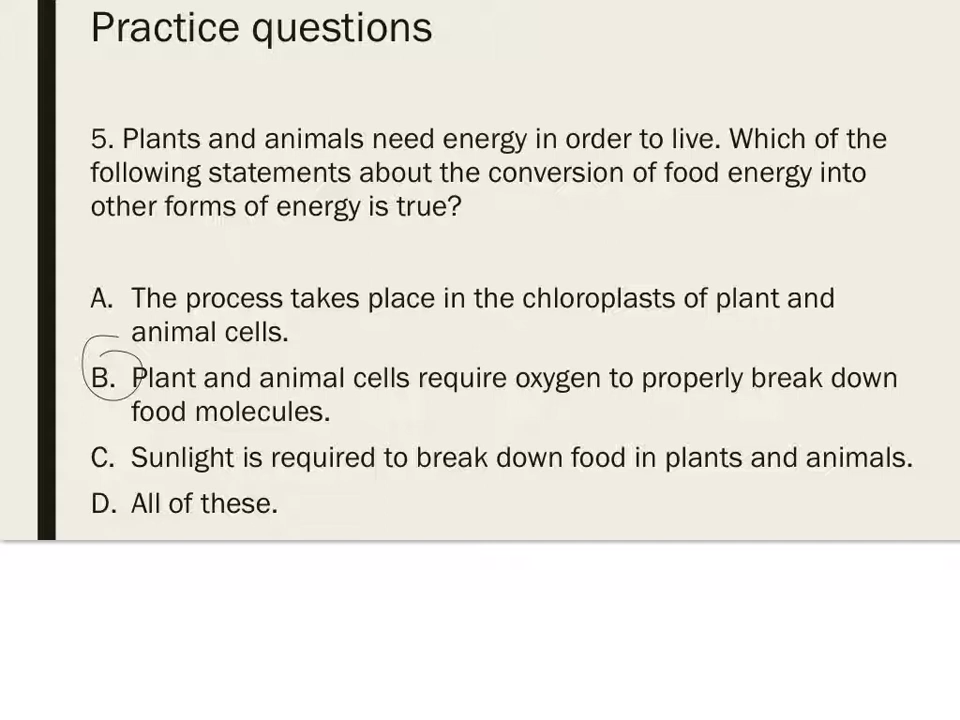 Practice questions
5. Plants and animals need energy in order to live. Which of the
following statements about the conversion of food energy into
other forms of energy is true?
A. The process takes place in the chloroplasts of plant and
animal cells.
B. Plant and animal cells require oxygen to properly break down
food molecules.
C. Sunlight is required to break down food in plants and animals.
D. All of these.